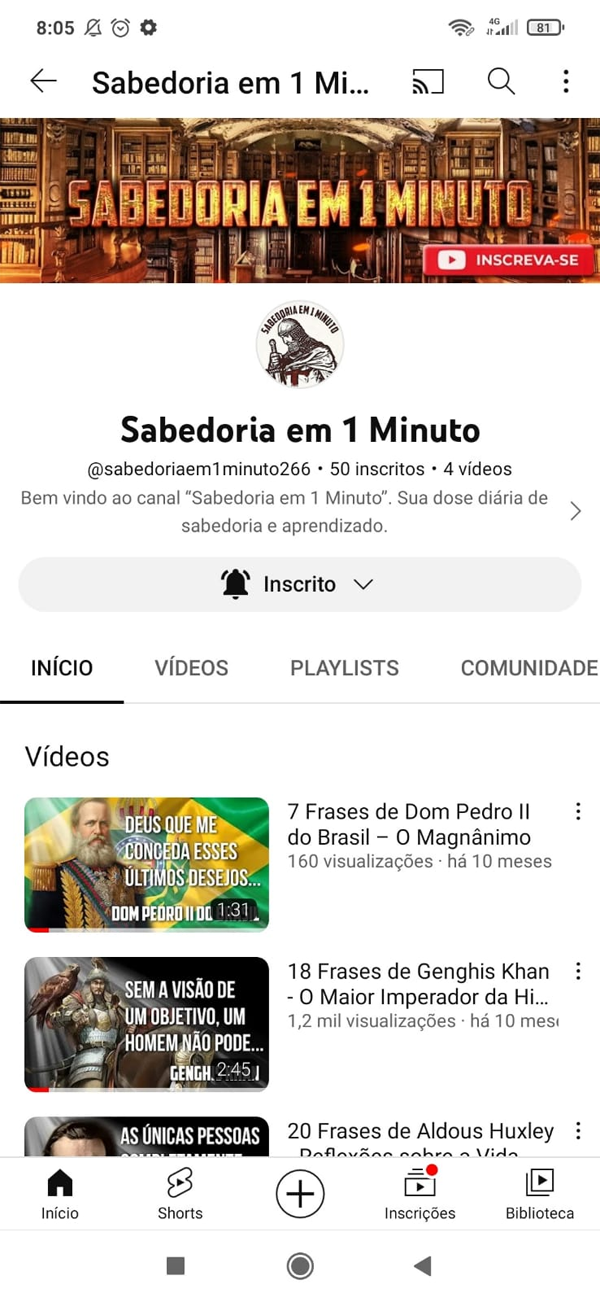 8:05
4G
81
Sabedoria em 1 Mi...
SABEDORIA EM 1 MINUTO
INSCREVA-SE
SABEDORIA EM 1 MINUTO
Sabedoria em 1 Minuto
@sabedoriaem1minuto266 • 50 inscritos • 4 vídeos
Bem vindo ao canal “Sabedoria em 1 Minuto”. Sua dose diária de
sabedoria e aprendizado.
Inscrito
INÍCIO VÍDEOS PLAYLISTS COMUNIDADE
Vídeos
DEUS QUE ME
CONCEDA ESSES
ÚLTIMOS DESEJOS...
DOM PEDRO II DO
1:31
7 Frases de Dom Pedro II
do Brasil – O Magnânimo
160 visualizações · há 10 meses
SEM A VISÃO DE
UM OBJETIVO, UM
HOMEM NÃO PODE...
2:45
18 Frases de Genghis Khan
- O Maior Imperador da Hi...
1,2 mil visualizações · há 10 mes
AS ÚNICAS PESSOAS
20 Frases de Aldous Huxley
- Reflexões sobre a Vida
Início
Shorts
Inscrições
Biblioteca